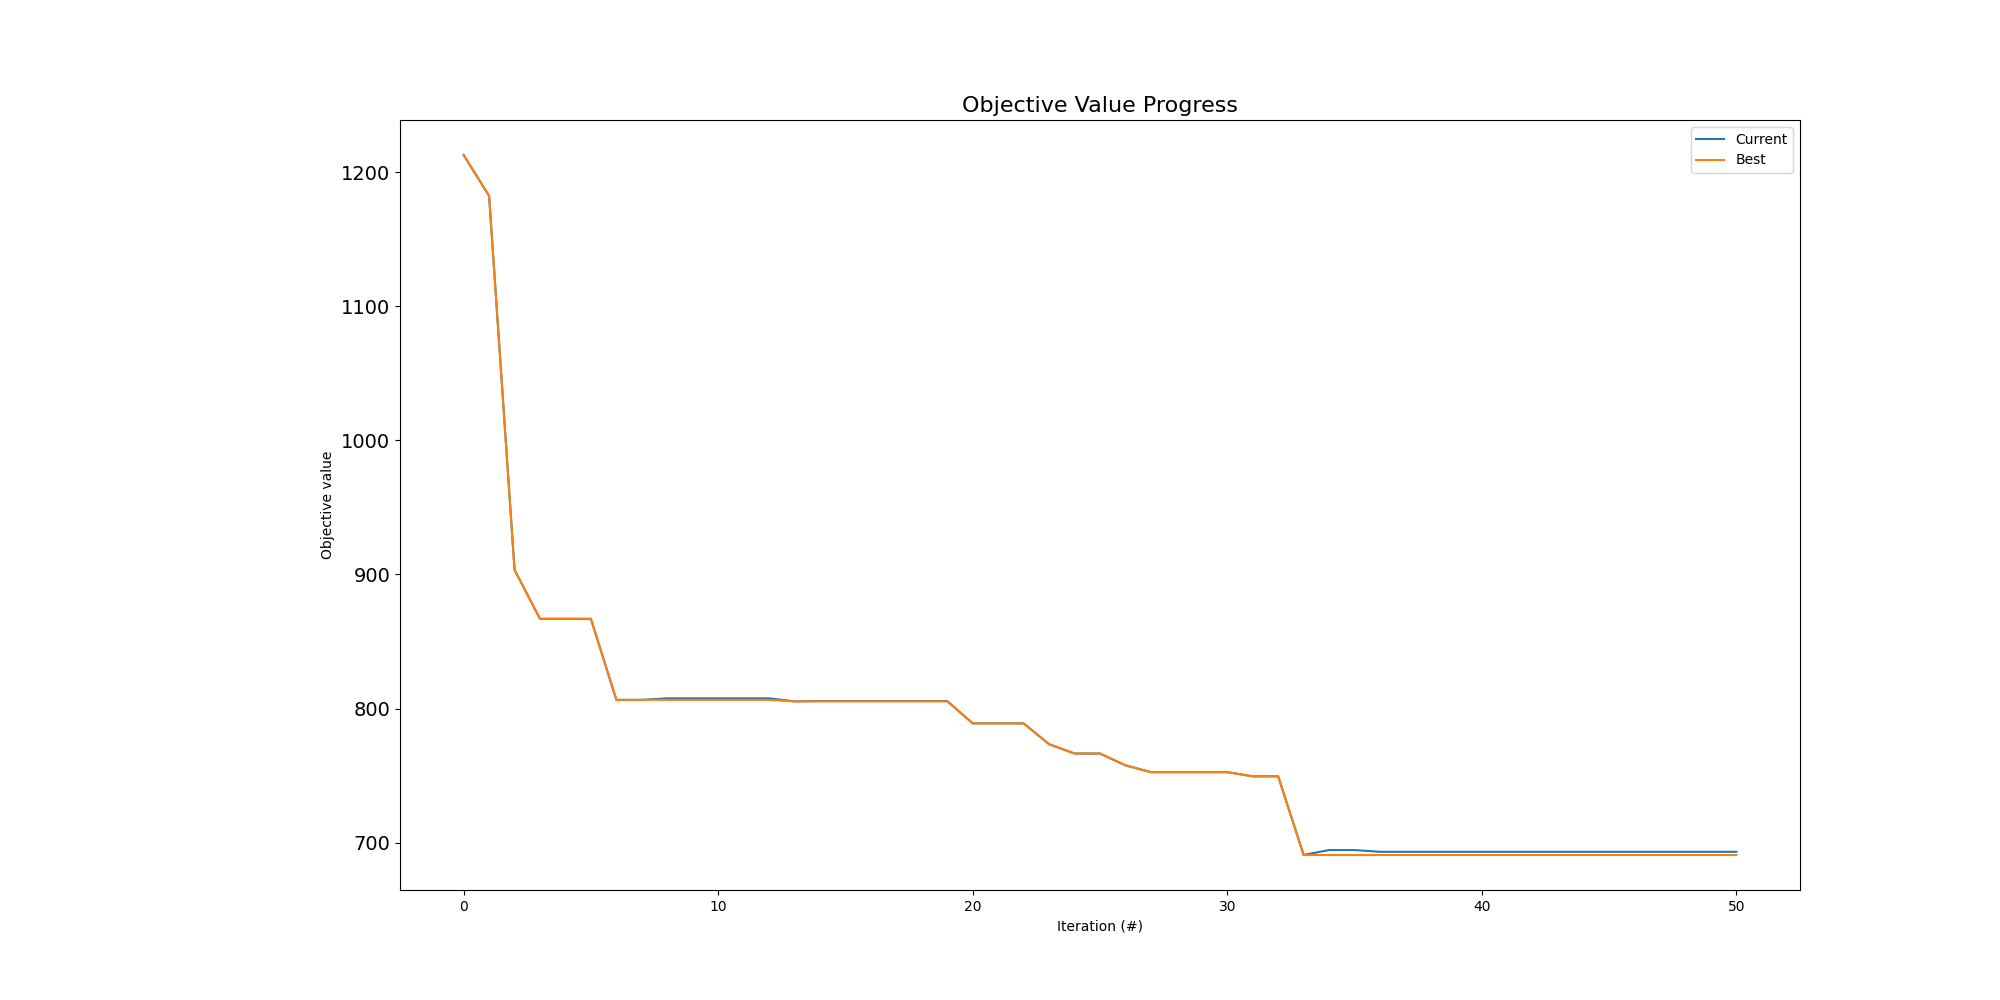 Objective Value Progress
Current
Best
1200
1100
1000
900
800
700
Objective value
0 10 20 30 40 50
Iteration (#)